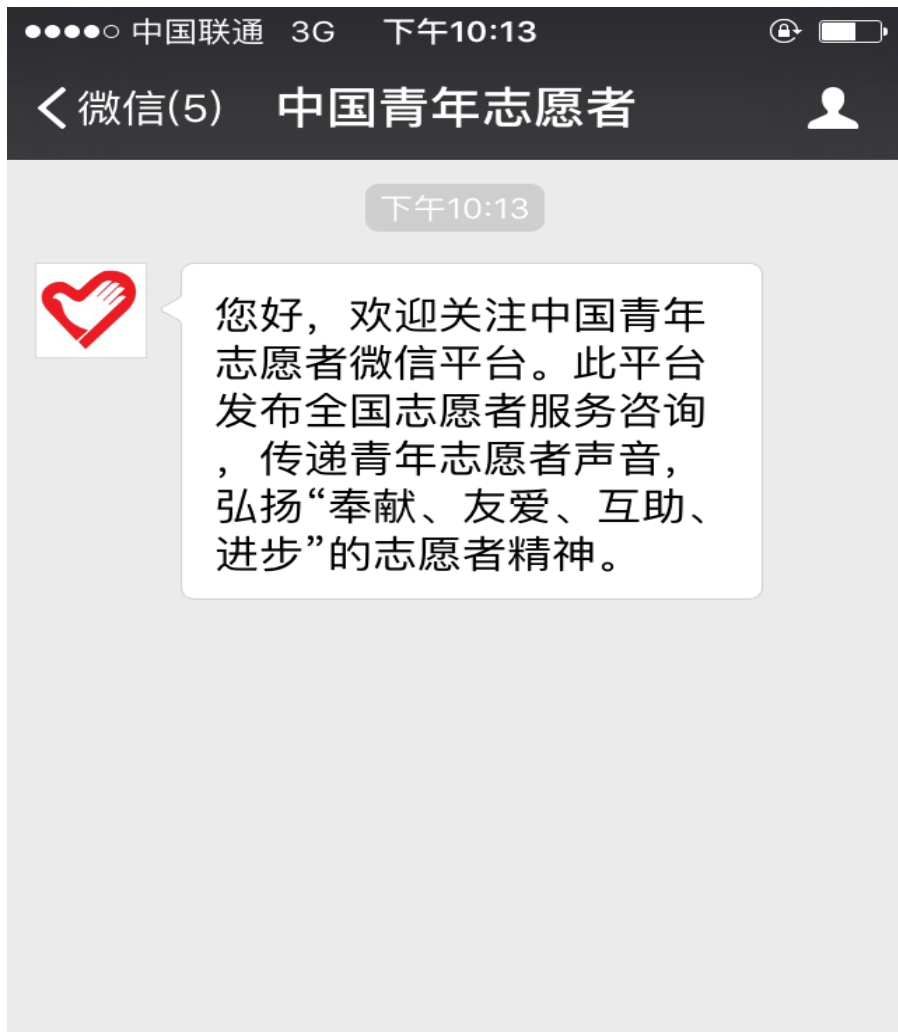 中国联通 3G 下午10:13
微信(5) 中国青年志愿者
下午10:13
您好，欢迎关注中国青年
志愿者微信平台。此平台
发布全国志愿者服务咨询
，传递青年志愿者声音，
弘扬“奉献、友爱、互助、
进步”的志愿者精神。